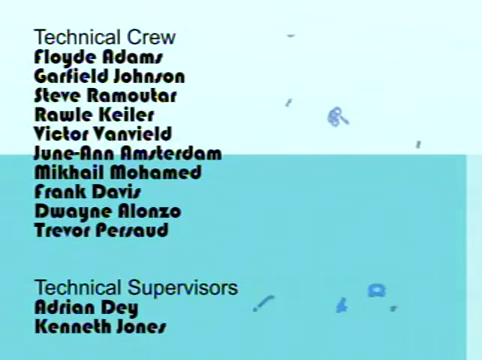 Technical Crew
Floyde Adams
Garfield Johnson
Steve Ramoutar
Rawle Keiler
Victor Vanvield
June-Ann Amsterdam
Mikhail Mohamed
Frank Davis
Dwayne Alonzo
Trevor Persaud
Technical Supervisors
Adrian Dey
Kenneth Jones